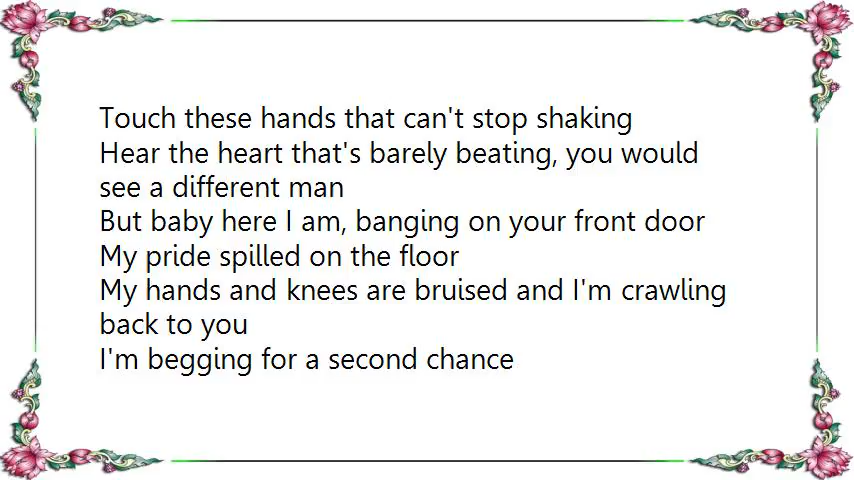 Touch these hands that can't stop shaking
Hear the heart that's barely beating, you would
see a different man
But baby here I am, banging on your front door
My pride spilled on the floor
My hands and knees are bruised and I'm crawling
back to you
I'm begging for a second chance